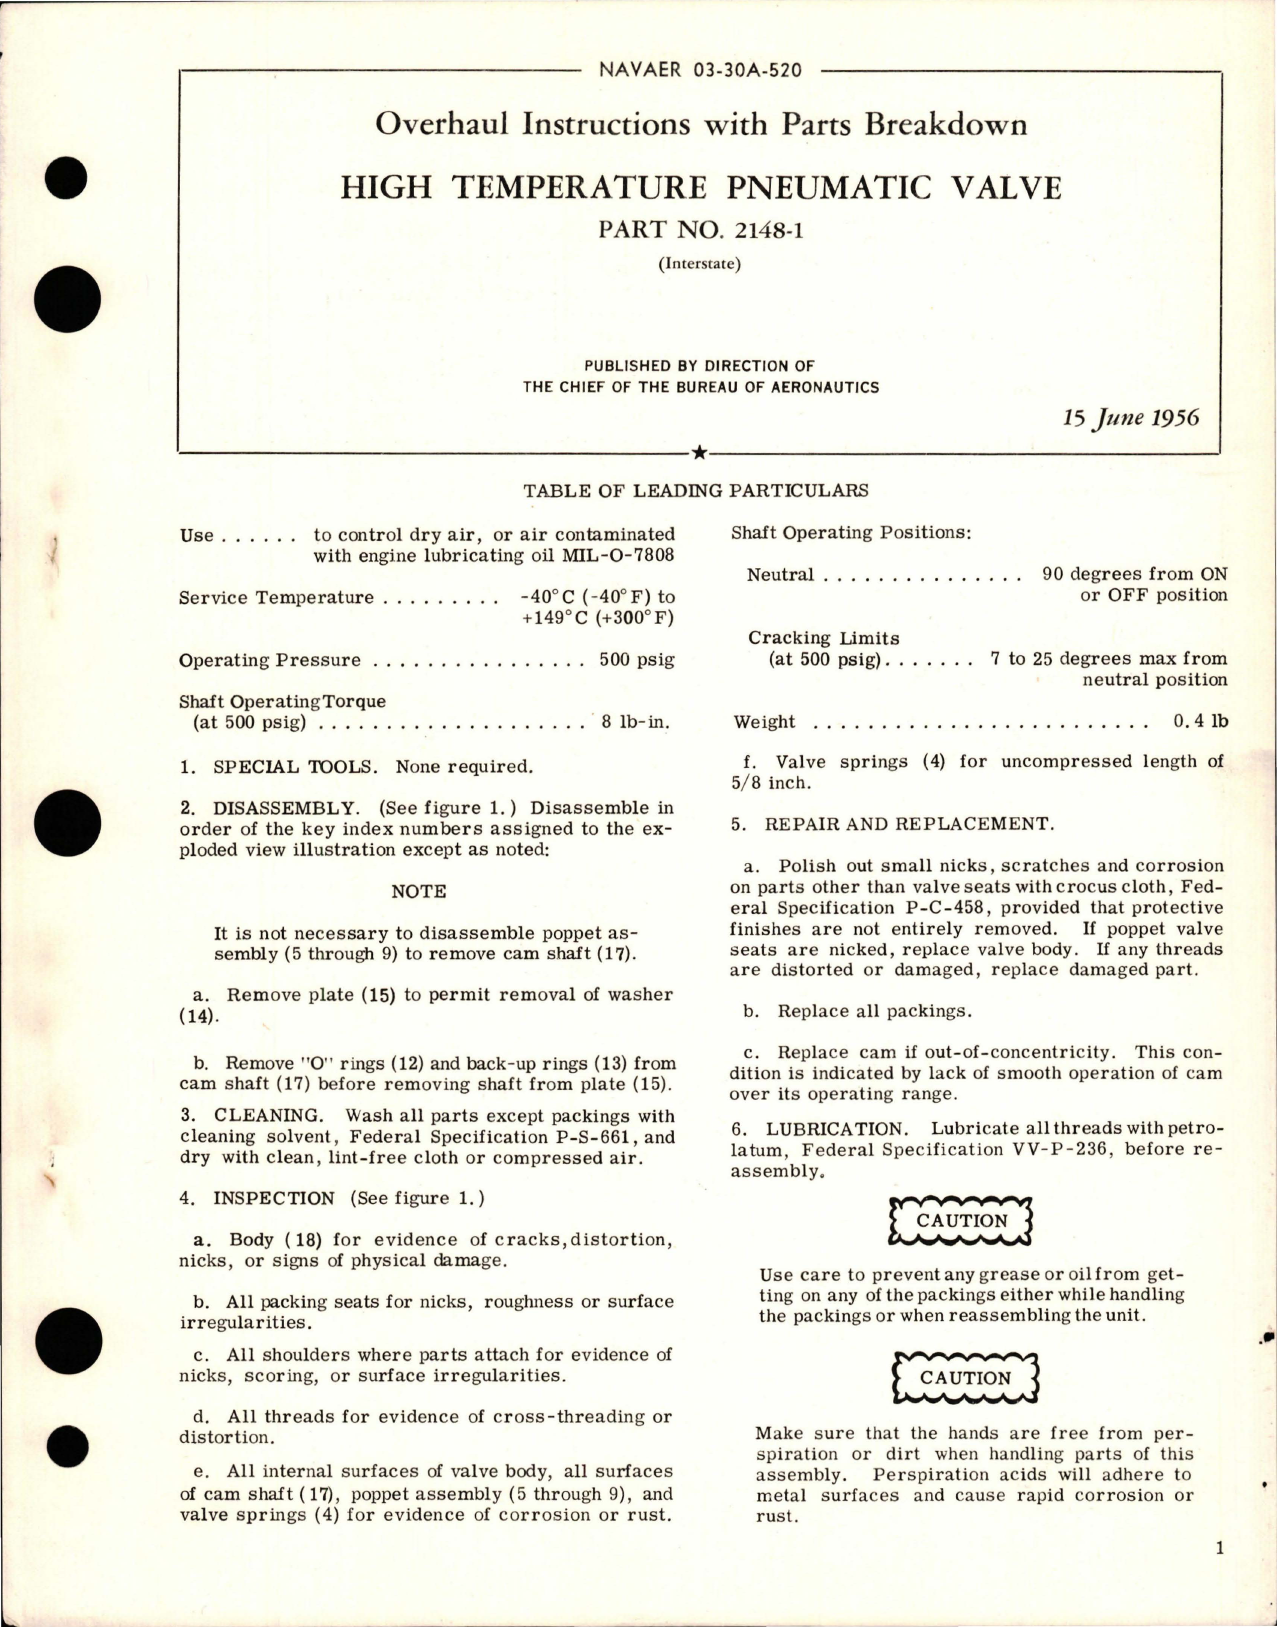 NAVAER 03-30A-520
Overhaul Instructions with Parts Breakdown
HIGH TEMPERATURE PNEUMATIC VALVE
PART NO. 2148-1
(Interstate)
PUBLISHED BY DIRECTION OF
THE CHIEF OF THE BUREAU OF AERONAUTICS
15 June 1956
TABLE OF LEADING PARTICULARS
Use . . . . . . to control dry air, or air contaminated
with engine lubricating oil MIL-O-7808
Service Temperature . . . . . . . . . -40°C (-40°F) to
+149°C (+300°F)
Operating Pressure . . . . . . . . . . . . . . . . 500 psig
Shaft Operating Torque
(at 500 psig) . . . . . . . . . . . . . . . . . . . . 8 lb-in.
1. SPECIAL TOOLS. None required.
2. DISASSEMBLY. (See figure 1.) Disassemble in
order of the key index numbers assigned to the ex-
ploded view illustration except as noted:
NOTE
It is not necessary to disassemble poppet as-
sembly (5 through 9) to remove cam shaft (17).
a. Remove plate (15) to permit removal of washer
(14).
b. Remove "O" rings (12) and back-up rings (13) from
cam shaft (17) before removing shaft from plate (15).
3. CLEANING. Wash all parts except packings with
cleaning solvent, Federal Specification P-S-661, and
dry with clean, lint-free cloth or compressed air.
4. INSPECTION (See figure 1.)
a. Body (18) for evidence of cracks, distortion,
nicks, or signs of physical damage.
b. All packing seats for nicks, roughness or surface
irregularities.
c. All shoulders where parts attach for evidence of
nicks, scoring, or surface irregularities.
d. All threads for evidence of cross-threading or
distortion.
e. All internal surfaces of valve body, all surfaces
of cam shaft (17), poppet assembly (5 through 9), and
valve springs (4) for evidence of corrosion or rust.
Shaft Operating Positions:
Neutral . . . . . . . . . . . . . . . 90 degrees from ON
or OFF position
Cracking Limits
(at 500 psig). . . . . . . 7 to 25 degrees max from
neutral position
Weight . . . . . . . . . . . . . . . . . . . . . . . . . 0.4 lb
f. Valve springs (4) for uncompressed length of
5/8 inch.
5. REPAIR AND REPLACEMENT.
a. Polish out small nicks, scratches and corrosion
on parts other than valve seats with crocus cloth, Fed-
eral Specification P-C-458, provided that protective
finishes are not entirely removed. If poppet valve
seats are nicked, replace valve body. If any threads
are distorted or damaged, replace damaged part.
b. Replace all packings.
c. Replace cam if out-of-concentricity. This con-
dition is indicated by lack of smooth operation of cam
over its operating range.
6. LUBRICATION. Lubricate all threads with petro-
latum, Federal Specification VV-P-236, before re-
assembly.
CAUTION
Use care to prevent any grease or oil from get-
ting on any of the packings either while handling
the packings or when reassembling the unit.
CAUTION
Make sure that the hands are free from per-
spiration or dirt when handling parts of this
assembly. Perspiration acids will adhere to
metal surfaces and cause rapid corrosion or
rust.
1